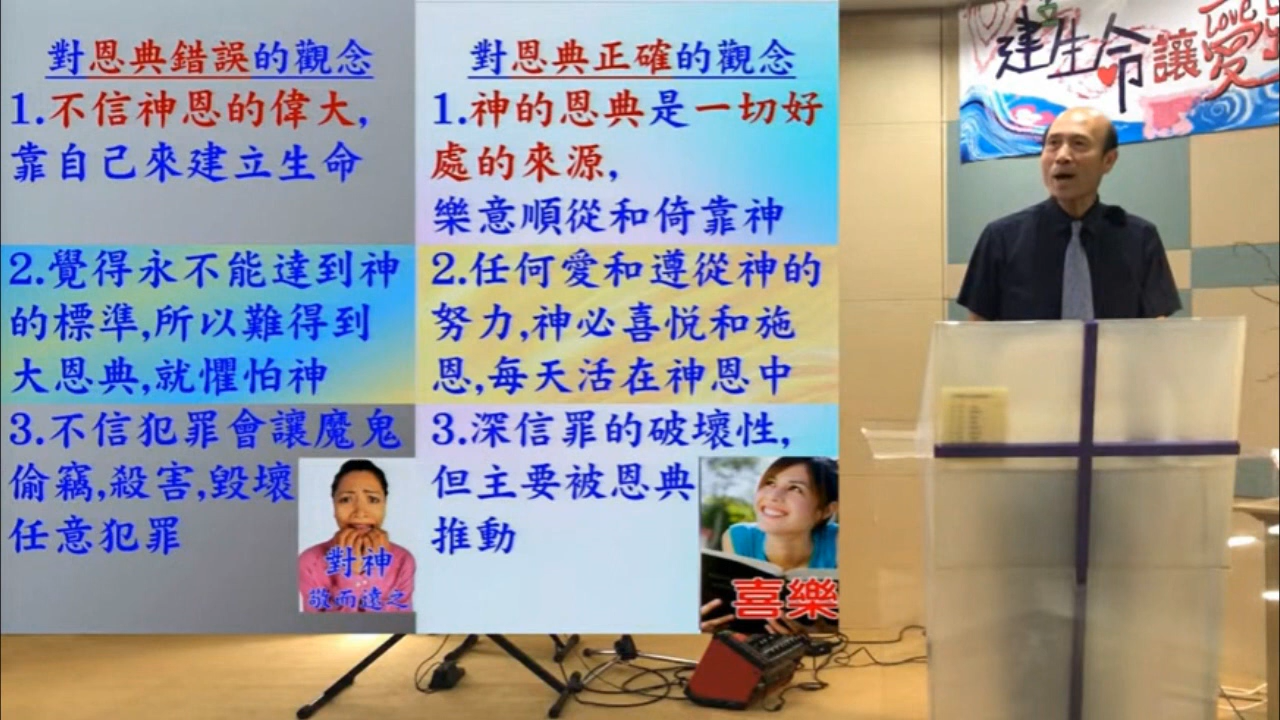 對恩典錯誤的觀念
1.不信神恩的偉大,
靠自己來建立生命
2.覺得永不能達到神
的標準,所以難得到
大恩典,就懼怕神
3.不信犯罪會讓魔鬼
偷竊,殺害,毀壞
任意犯罪
對神
敬而遠之
對恩典正確的觀念
1.神的恩典是一切好
處的來源,
樂意順從和倚靠神
2.任何愛和遵從神的
努力,神必喜悅和施
恩,每天活在神恩中
3.深信罪的破壞性,
但主要被恩典
推動
喜樂
建生命讓愛
Love